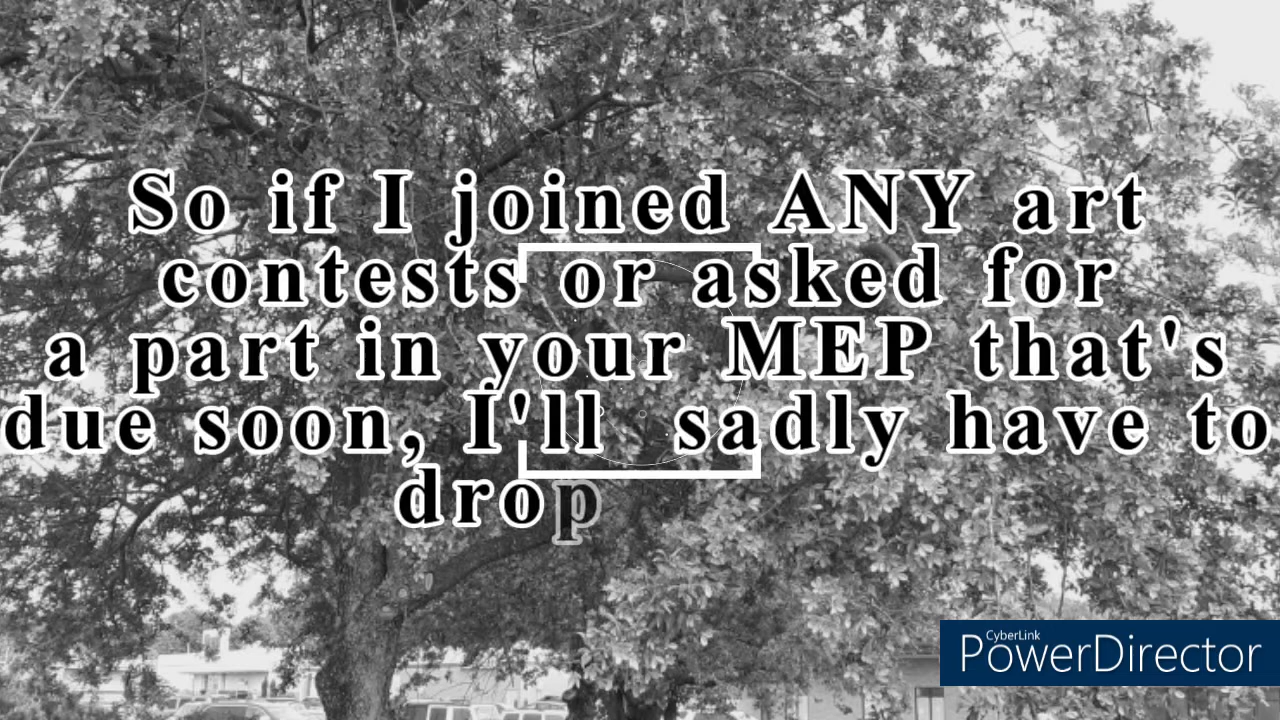 So if I joined ANY art
contests or asked for
a part in your MEP that's
due soon, I'll sadly have to
drop
CyberLink
PowerDirector